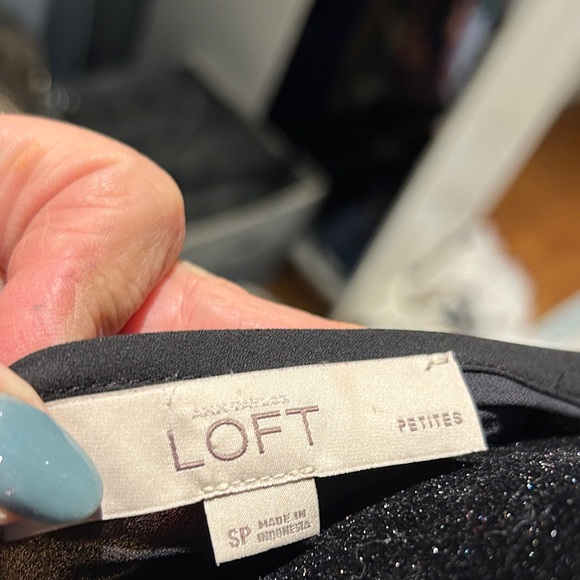 ANN TAYLOR
LOFT
PETITES
SP MADE IN
INDONESIA